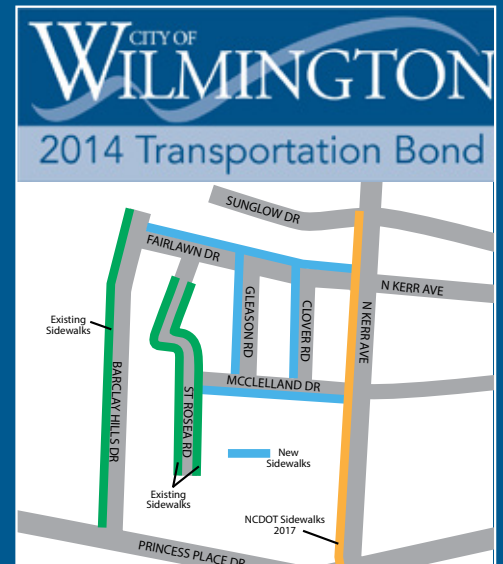 CITY OF
WILMINGTON
2014 Transportation Bond
SUNGLOW DR
FAIRLAWN DR
N KERR AVE
GLEASON RD
CLOVER RD
N KERR AVE
Existing
Sidewalks
BARCLAY HILLS DR
ST ROSEA RD
MCCLELLAND DR
New
Sidewalks
Existing
Sidewalks
NCDOT Sidewalks
2017
PRINCESS PLACE DR